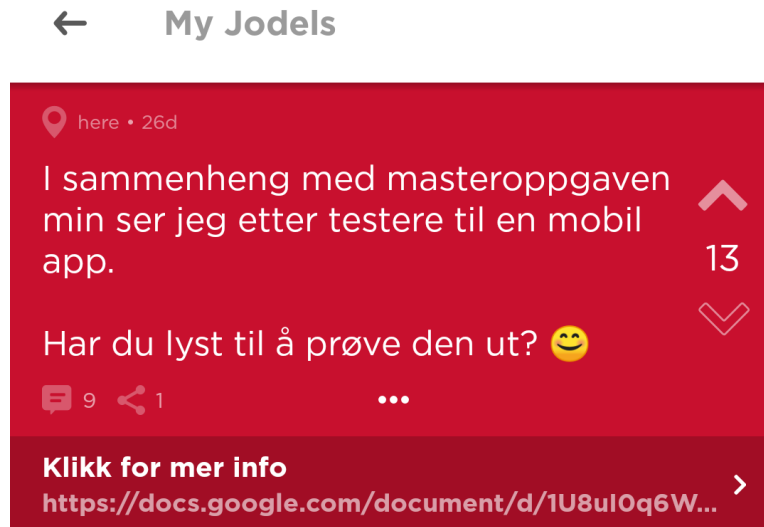 My Jodels
here • 26d
I sammenheng med masteroppgaven
min ser jeg etter testere til en mobil
app.
Har du lyst til å prøve den ut? 😊
13
9 1
Klikk for mer info
https://docs.google.com/document/d/1U8uI0q6W...